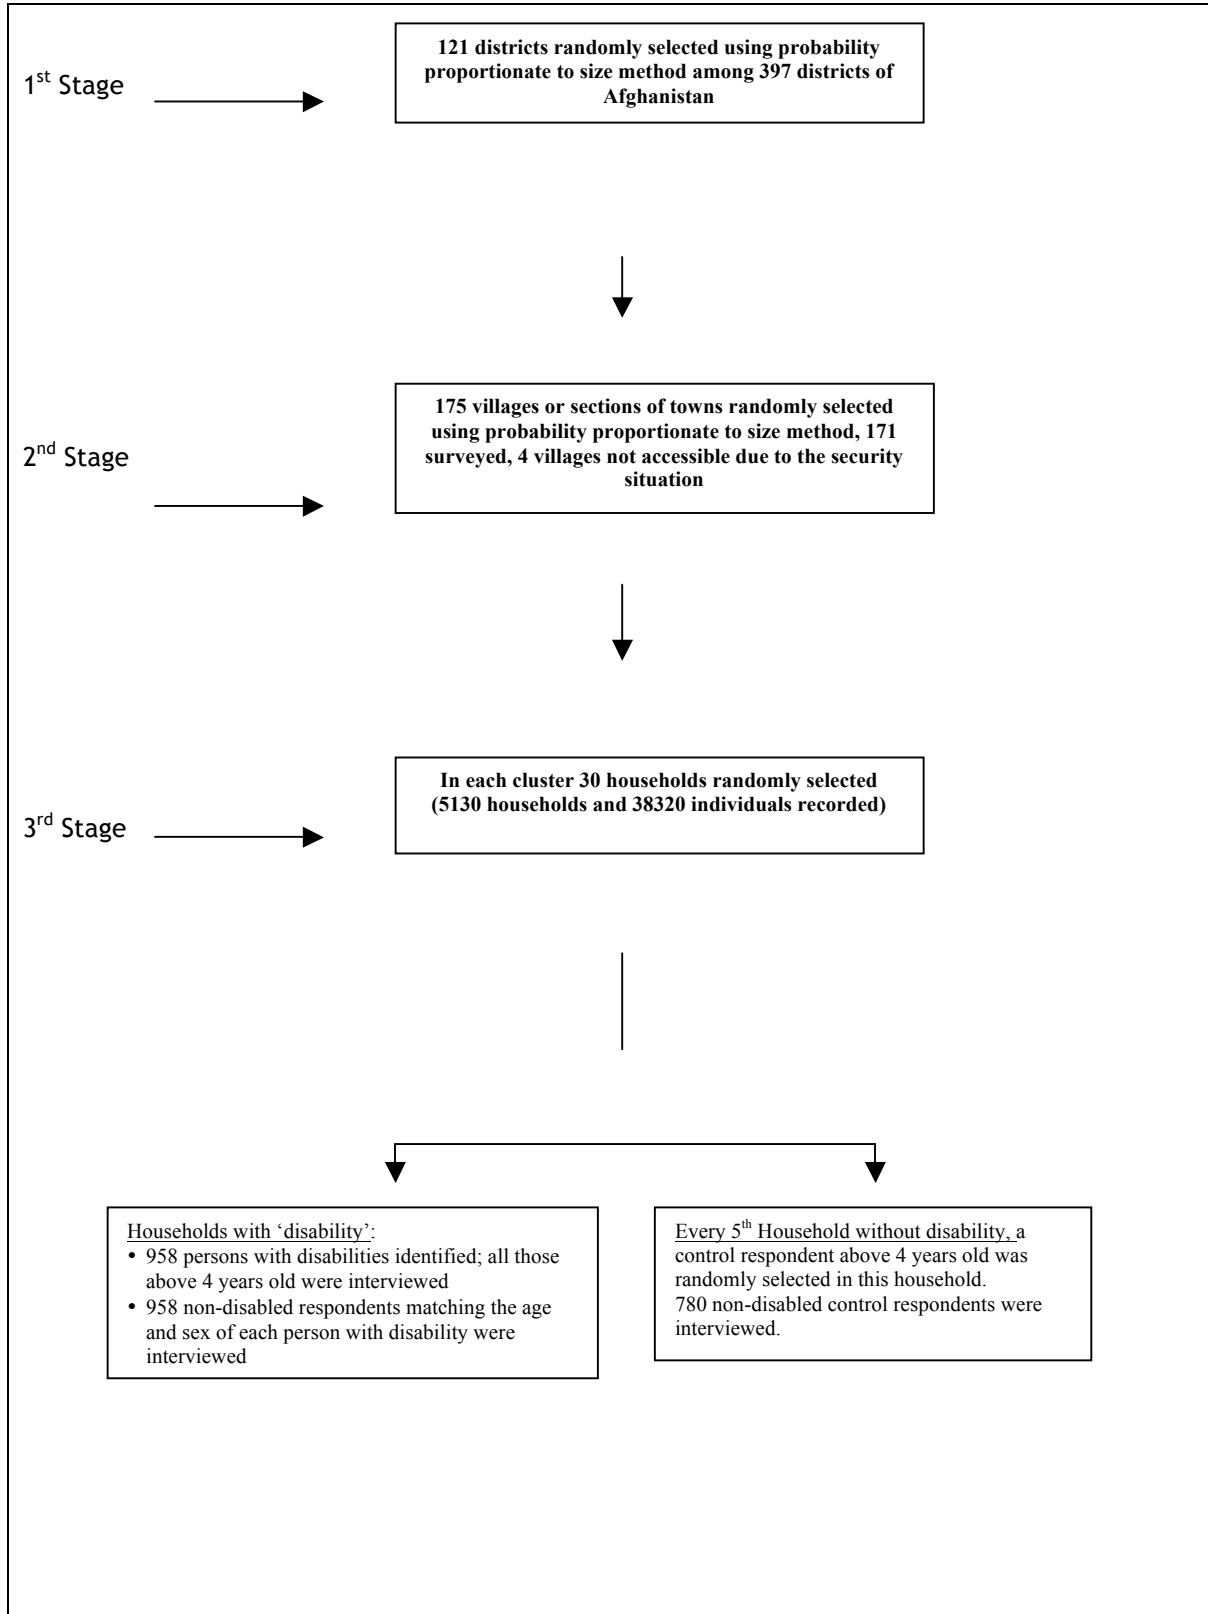 121 districts randomly selected using probability
proportionate to size method among 397 districts of
Afghanistan
1st Stage
175 villages or sections of towns randomly selected
using probability proportionate to size method, 171
surveyed, 4 villages not accessible due to the security
situation
2nd Stage
In each cluster 30 households randomly selected
(5130 households and 38320 individuals recorded)
3rd Stage
Households with ‘disability’:
• 958 persons with disabilities identified; all those
above 4 years old were interviewed
• 958 non-disabled respondents matching the age
and sex of each person with disability were
interviewed
Every 5th Household without disability, a
control respondent above 4 years old was
randomly selected in this household.
780 non-disabled control respondents were
interviewed.